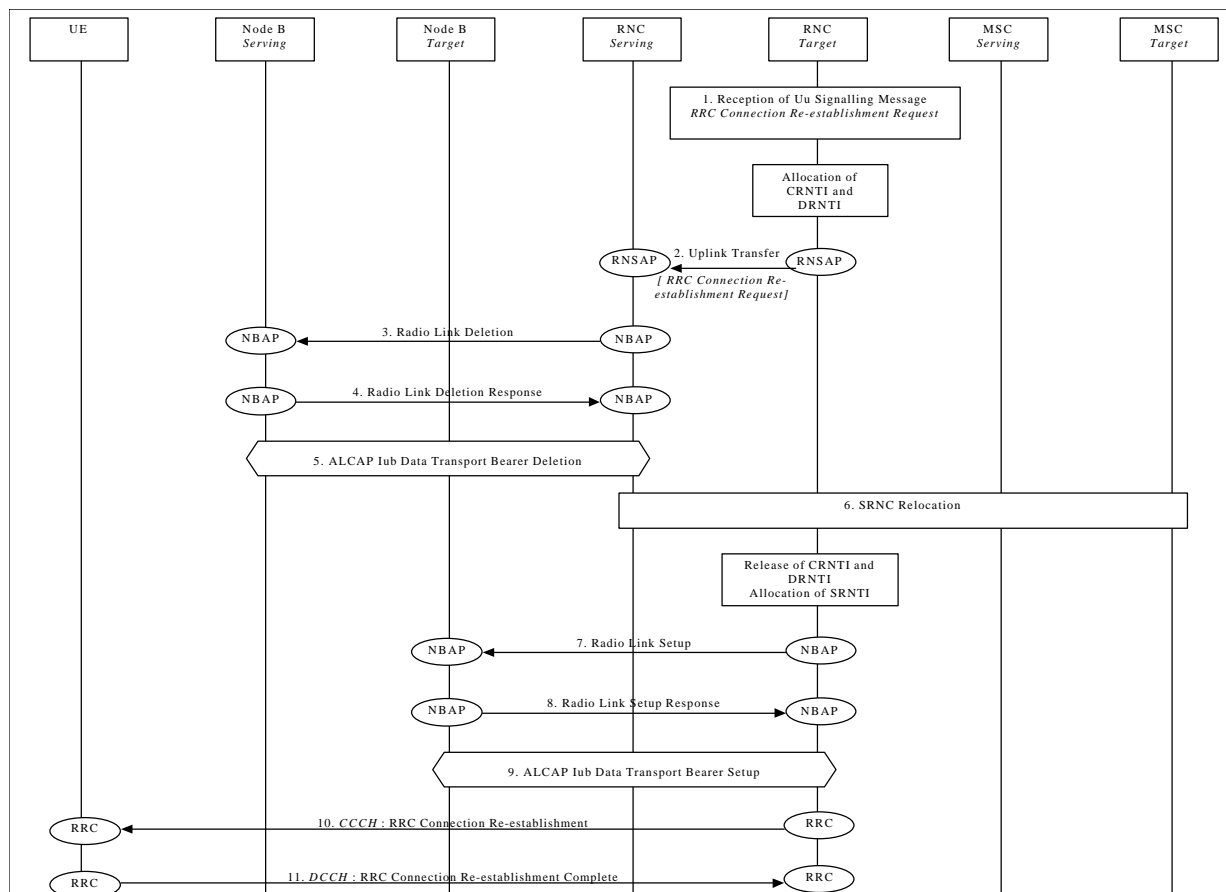 UE
Node B
Serving
Node B
Target
RNC
Serving
RNC
Target
MSC
Serving
MSC
Target
1. Reception of Uu Signalling Message
RRC Connection Re-establishment Request
Allocation of
CRNTI and
DRNTI
RNSAP
2. Uplink Transfer
RNSAP
[ RRC Connection Re-
establishment Request]
NBAP
3. Radio Link Deletion
NBAP
NBAP
4. Radio Link Deletion Response
NBAP
5. ALCAP Iub Data Transport Bearer Deletion
6. SRNC Relocation
Release of CRNTI and
DRNTI
Allocation of SRNTI
NBAP
7. Radio Link Setup
NBAP
NBAP
8. Radio Link Setup Response
NBAP
9. ALCAP Iub Data Transport Bearer Setup
RRC
10. CCCH : RRC Connection Re-establishment
RRC
RRC
11. DCCH : RRC Connection Re-establishment Complete
RRC